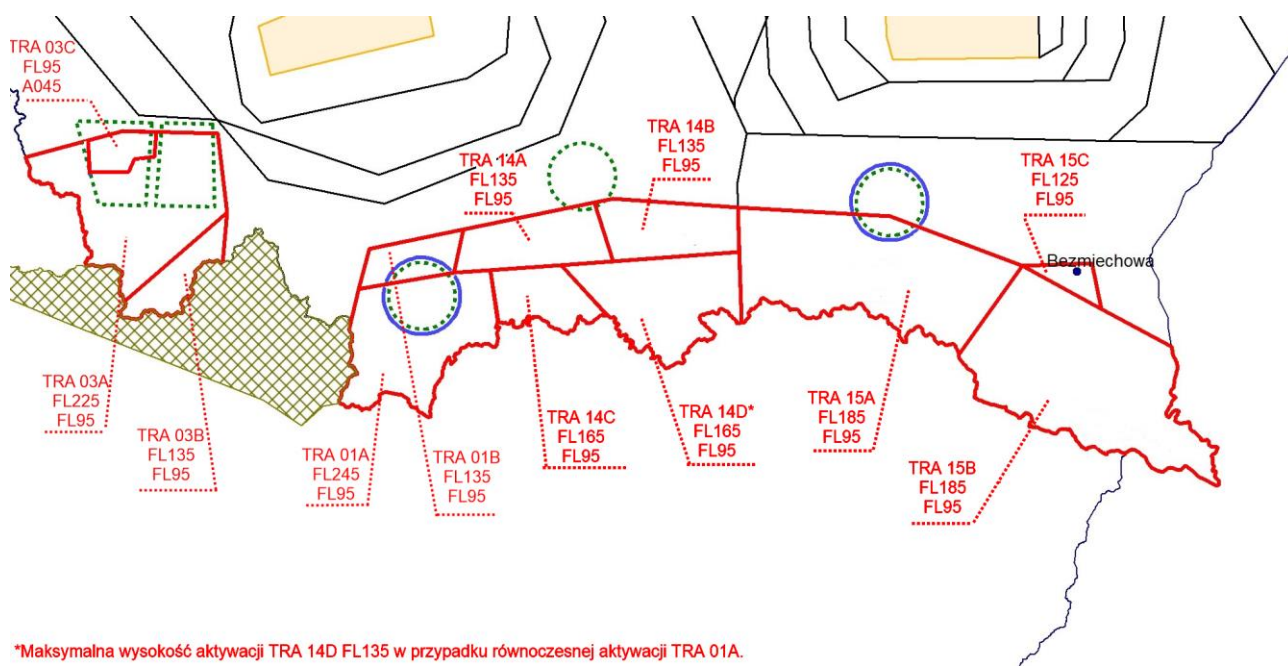 TRA 03C
FL95
A045
TRA 14A
FL135
FL95
TRA 14B
FL135
FL95
TRA 15C
FL125
FL95
Bezmiechowa
TRA 03A
FL225
FL95
TRA 03B
FL135
FL95
TRA 01A
FL245
FL95
TRA 01B
FL135
FL95
TRA 14C
FL165
FL95
TRA 14D*
FL165
FL95
TRA 15A
FL185
FL95
TRA 15B
FL185
FL95
*Maksymalna wysokość aktywacji TRA 14D FL135 w przypadku równoczesnej aktywacji TRA 01A.